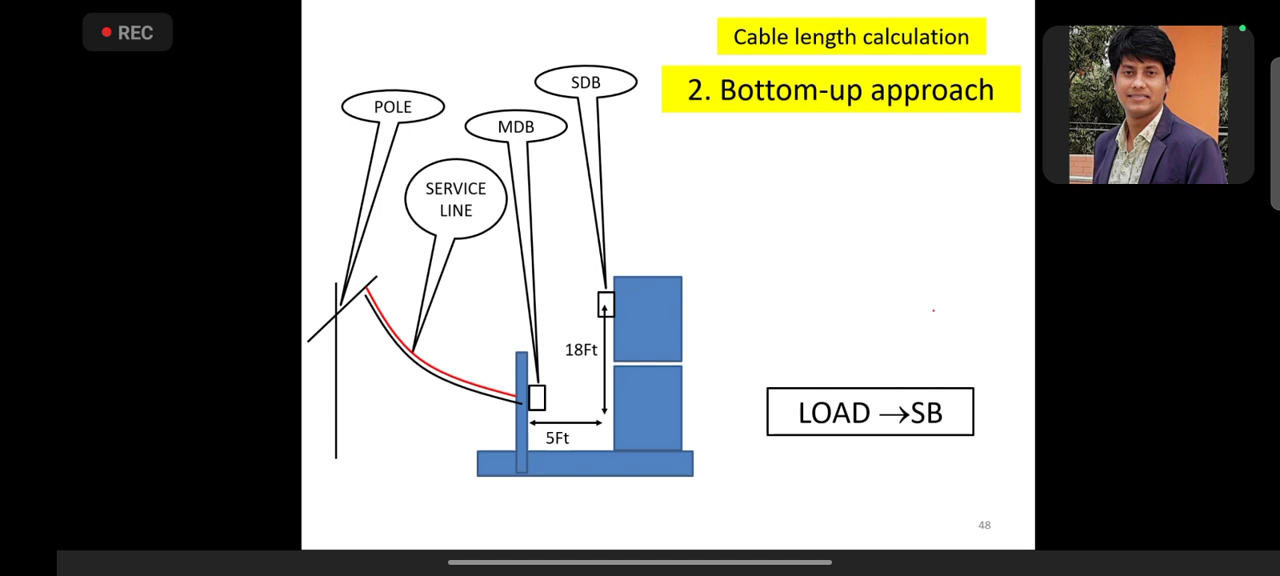 REC
Cable length calculation
2. Bottom-up approach
SDB
POLE
MDB
SERVICE
LINE
18Ft
5Ft
LOAD →SB
48